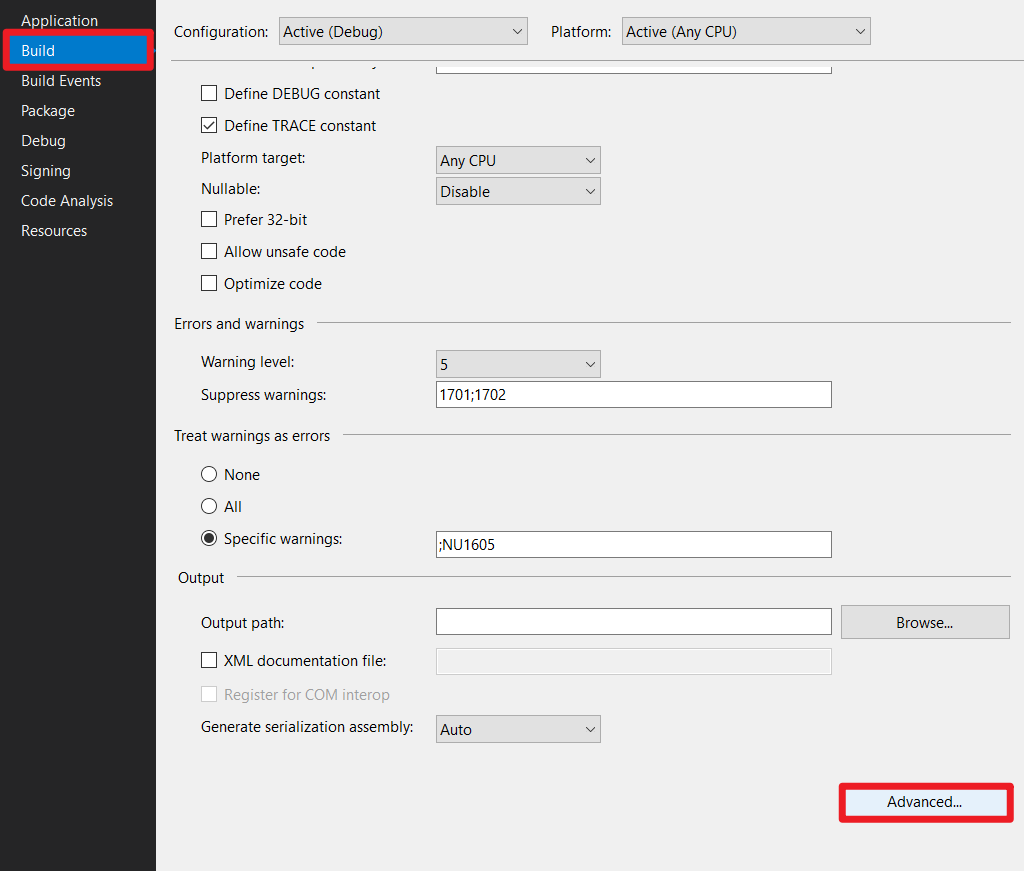 Application
Build
Build Events
Package
Debug
Signing
Code Analysis
Resources
Configuration: Active (Debug) Platform: Active (Any CPU)
Define DEBUG constant
Define TRACE constant
Platform target: Any CPU
Nullable: Disable
Prefer 32-bit
Allow unsafe code
Optimize code
Errors and warnings
Warning level: 5
Suppress warnings: 1701;1702
Treat warnings as errors
None
All
Specific warnings: ;NU1605
Output
Output path: Browse...
XML documentation file:
Register for COM interop
Generate serialization assembly: Auto
Advanced...